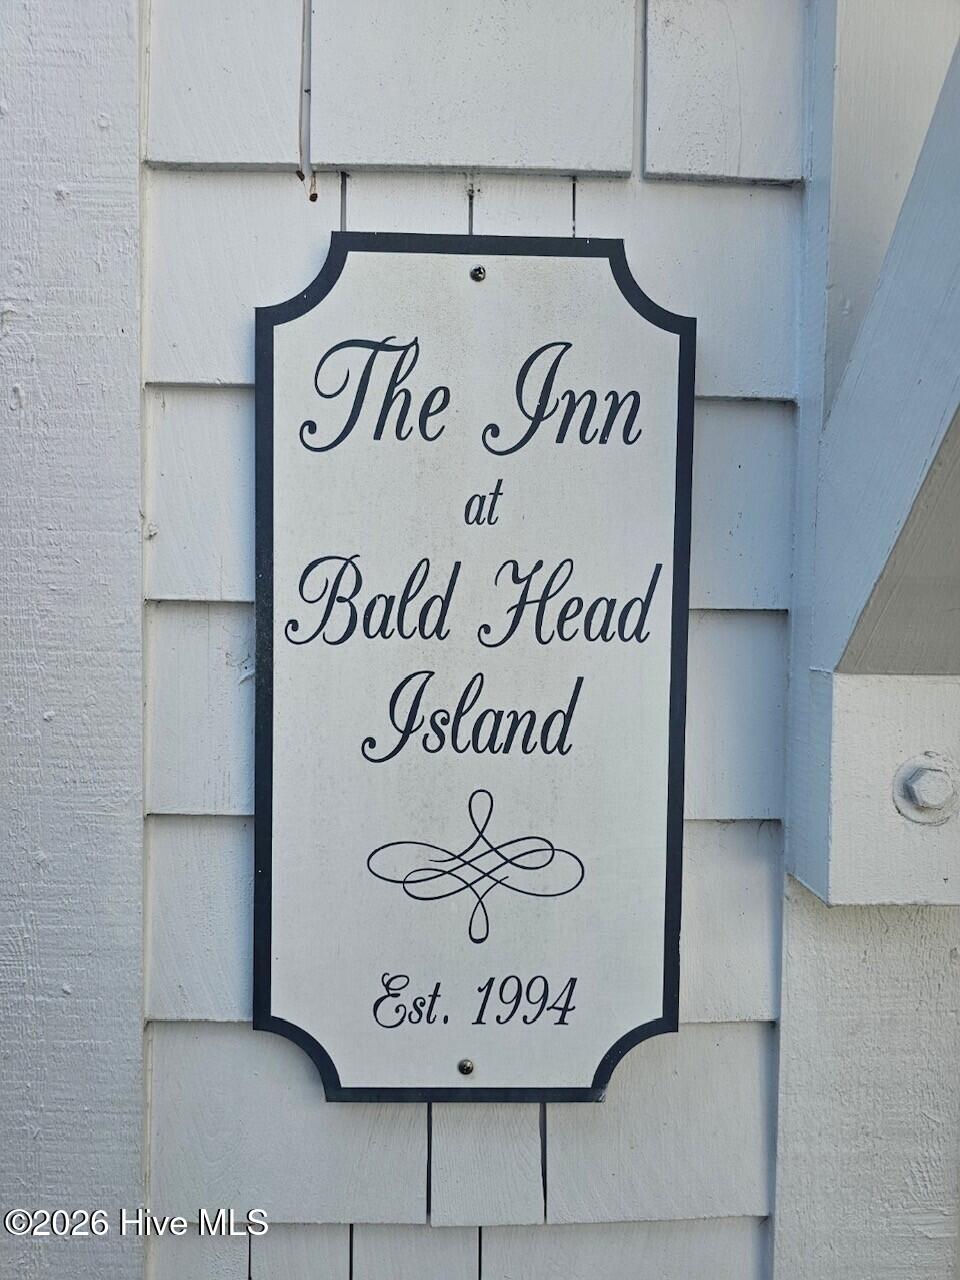 The Inn
at
Bald Head
Island
Est. 1994
©2026 Hive MLS